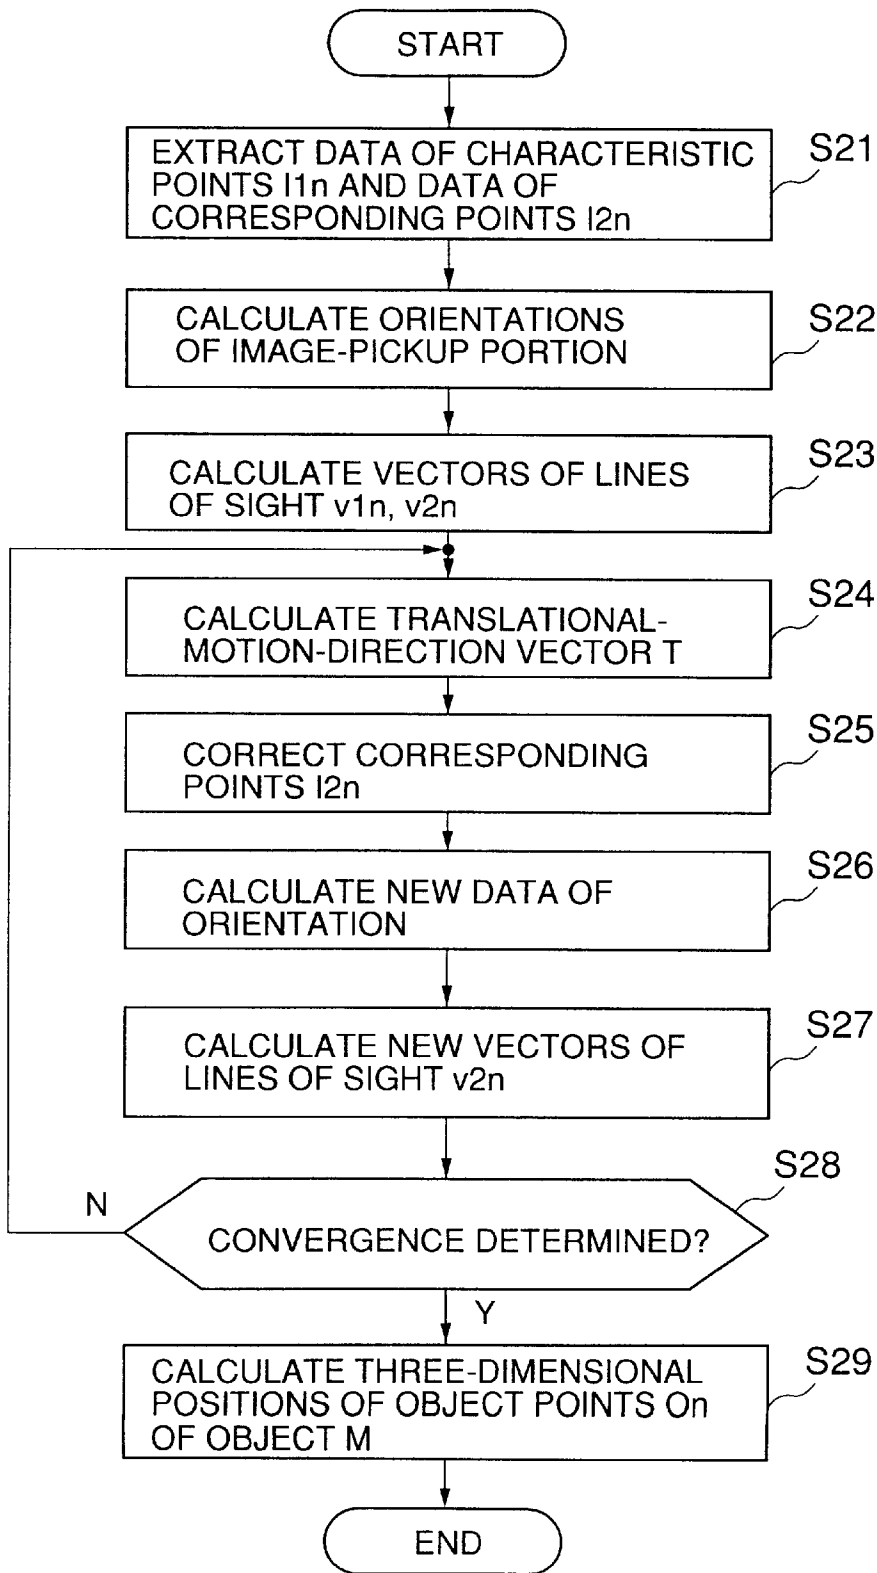 START
EXTRACT DATA OF CHARACTERISTIC
POINTS I1n AND DATA OF
CORRESPONDING POINTS I2n
S21
CALCULATE ORIENTATIONS
OF IMAGE-PICKUP PORTION
S22
CALCULATE VECTORS OF LINES
OF SIGHT v1n, v2n
S23
CALCULATE TRANSLATIONAL-
MOTION-DIRECTION VECTOR T
S24
CORRECT CORRESPONDING
POINTS I2n
S25
CALCULATE NEW DATA OF
ORIENTATION
S26
CALCULATE NEW VECTORS OF
LINES OF SIGHT v2n
S27
N
CONVERGENCE DETERMINED?
S28
Y
CALCULATE THREE-DIMENSIONAL
POSITIONS OF OBJECT POINTS On
OF OBJECT M
S29
END